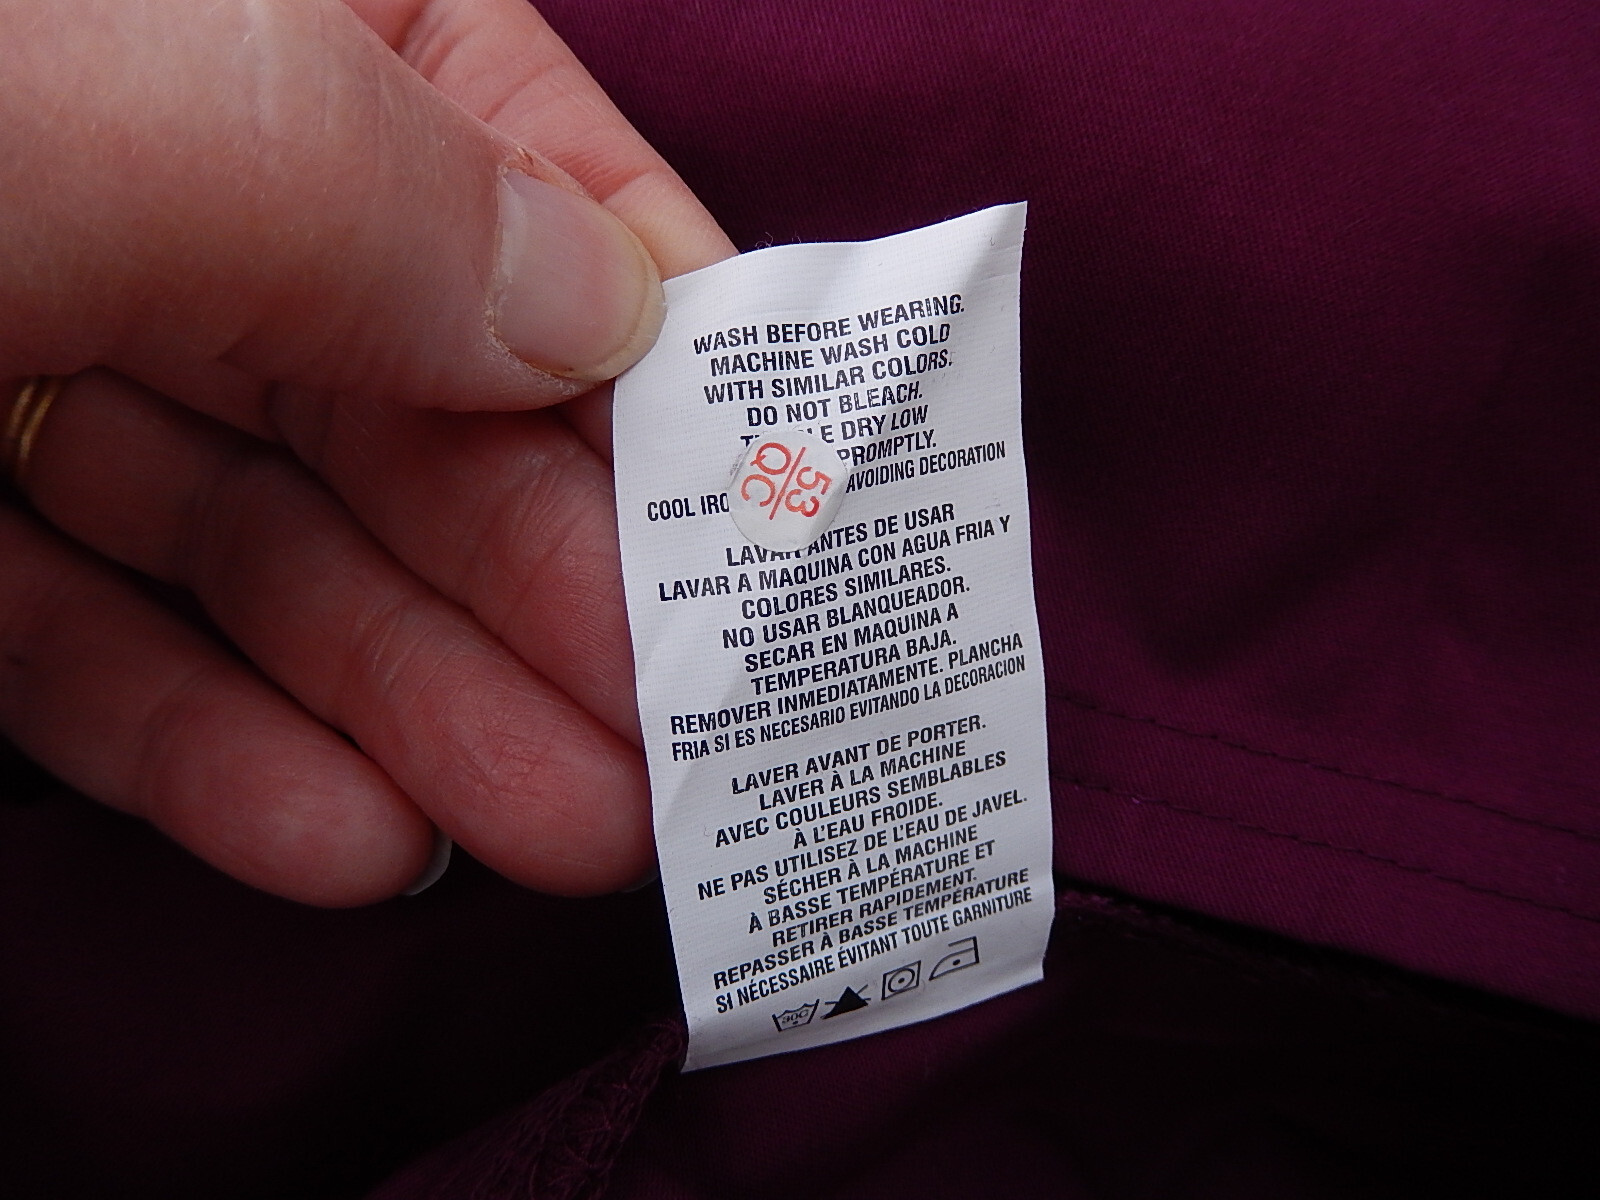 WASH BEFORE WEARING.
MACHINE WASH COLD
WITH SIMILAR COLORS.
DO NOT BLEACH.
DRY LOW
PROMPTLY.
COOL AVOIDING DECORATION
53
QC
LAVAR ANTES DE USAR
LAVAR A MAQUINA CON AGUA FRIA Y
COLORES SIMILARES.
NO USAR BLANQUEADOR.
SECAR EN MAQUINA A
TEMPERATURA BAJA.
REMOVER INMEDIATAMENTE. PLANCHA
FRIA SI ES NECESARIO EVITANDO LA DECORACION
LAVER AVANT DE PORTER.
LAVER À LA MACHINE
AVEC COULEURS SEMBLABLES
À L'EAU FROIDE.
NE PAS UTILISEZ DE L'EAU DE JAVEL.
SÉCHER À LA MACHINE
À BASSE TEMPÉRATURE ET
RETIRER RAPIDEMENT.
REPASSER À BASSE TEMPÉRATURE
SI NÉCESSAIRE ÉVITANT TOUTE GARNITURE
30C